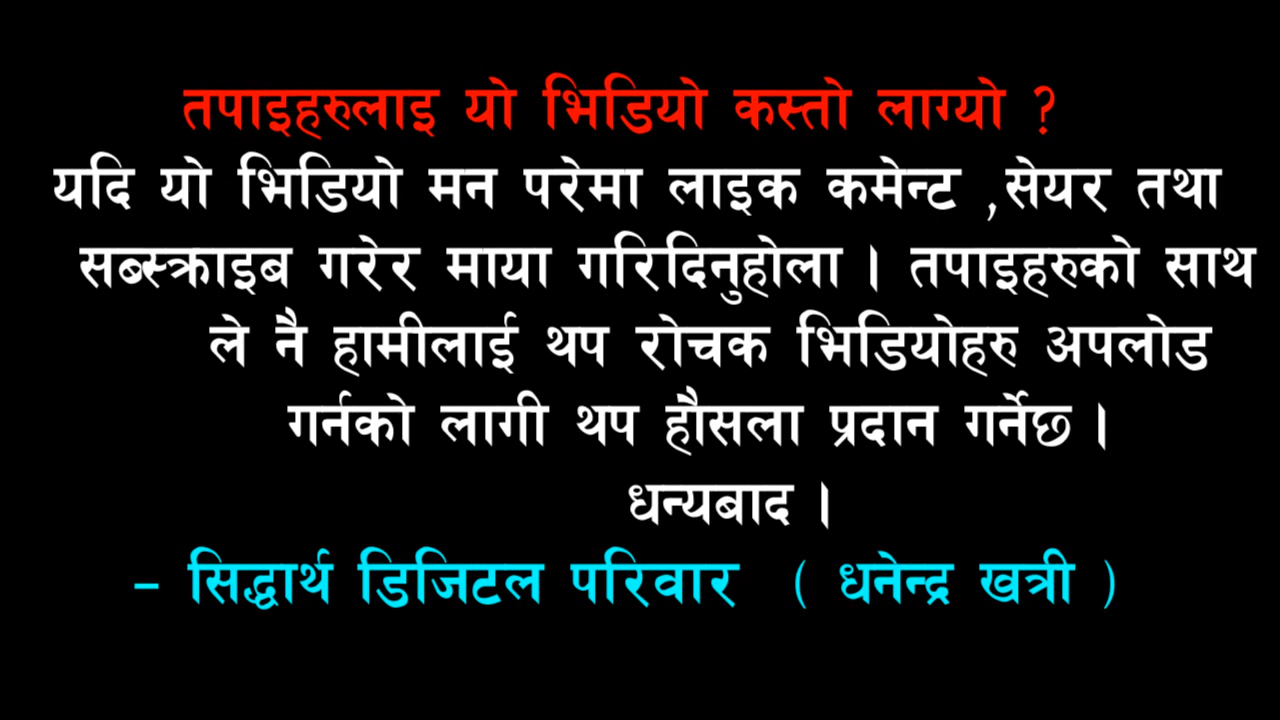 तपाइहरुलाइ यो भिडियो कस्तो लाग्यो ?
यदि यो भिडियो मन परेमा लाइक कमेन्ट ,सेयर तथा
सब्स्क्राइब गरेर माया गरिदिनुहोला । तपाइहरुको साथ
ले नै हामीलाई थप रोचक भिडियोहरु अपलोड
गर्नको लागी थप हौसला प्रदान गर्नेछ ।
धन्यबाद ।
- सिद्धार्थ डिजिटल परिवार ( धनेन्द्र खत्री )